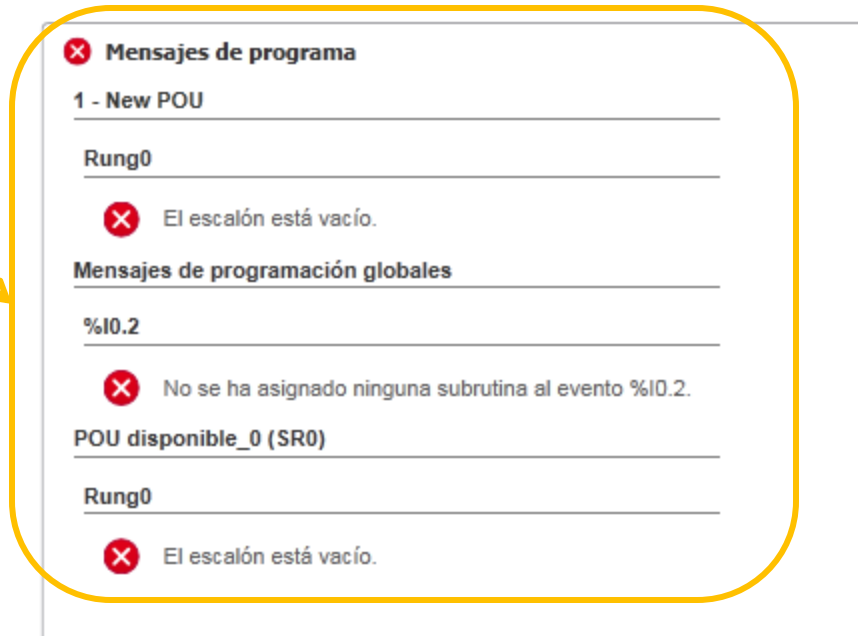 Mensajes de programa
1 - New POU
Rung0
El escalón está vacío.
Mensajes de programación globales
%I0.2
No se ha asignado ninguna subrutina al evento %I0.2.
POU disponible_0 (SR0)
Rung0
El escalón está vacío.